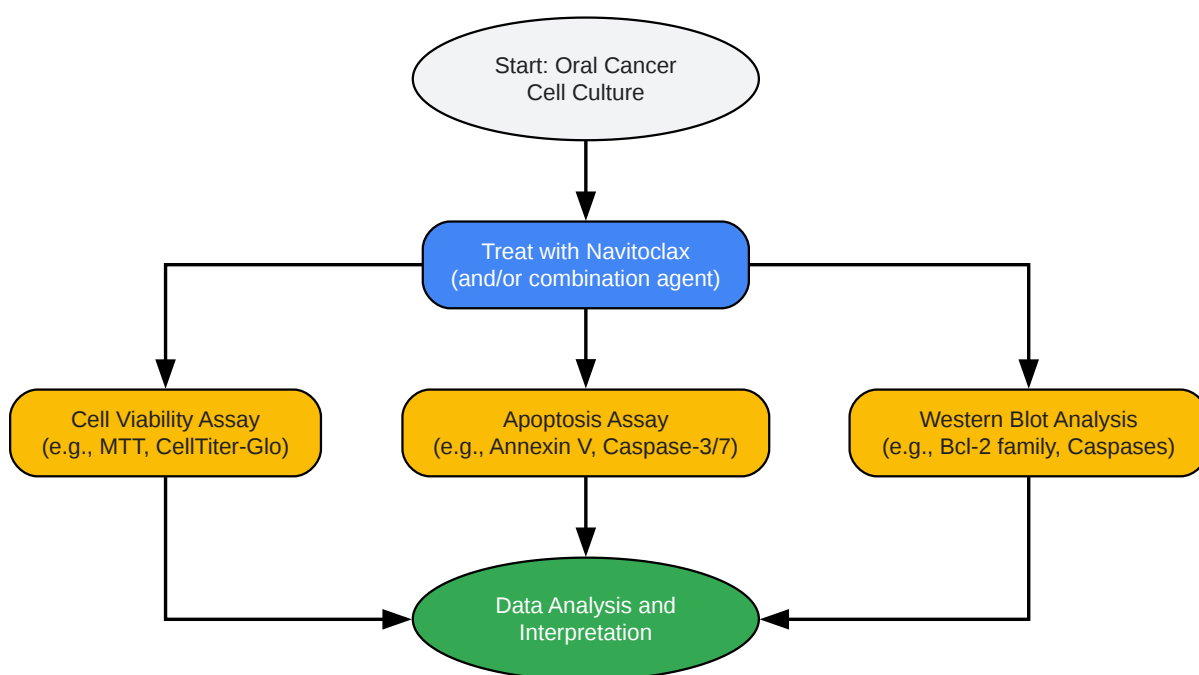 Start: Oral Cancer
Cell Culture
Treat with Navitoclax
(and/or combination agent)
Cell Viability Assay
(e.g., MTT, CellTiter-Glo)
Apoptosis Assay
(e.g., Annexin V, Caspase-3/7)
Western Blot Analysis
(e.g., Bcl-2 family, Caspases)
Data Analysis and
Interpretation